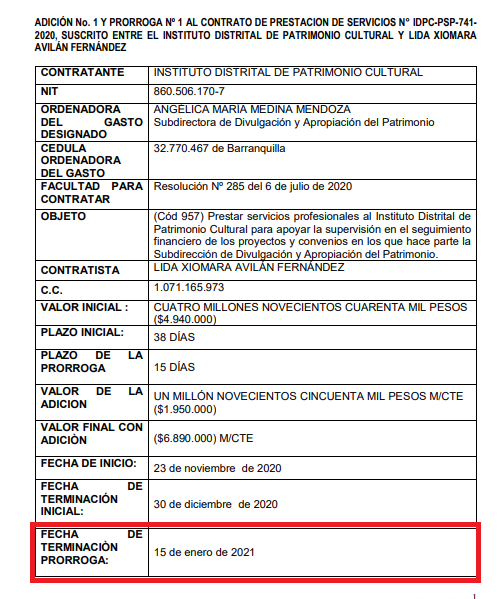 ADICIÓN No. 1 Y PRORROGA Nº 1 AL CONTRATO DE PRESTACION DE SERVICIOS N° IDPC-PSP-741-
2020, SUSCRITO ENTRE EL INSTITUTO DISTRITAL DE PATRIMONIO CULTURAL Y LIDA XIOMARA
AVILÁN FERNÁNDEZ
CONTRATANTE INSTITUTO DISTRITAL DE PATRIMONIO CULTURAL
NIT 860.506.170-7
ORDENADORA DEL GASTO DESIGNADO ANGÉLICA MARÍA MEDINA MENDOZA
Subdirectora de Divulgación y Apropiación del Patrimonio
CEDULA ORDENADORA DEL GASTO 32.770.467 de Barranquilla
FACULTAD PARA CONTRATAR Resolución Nº 285 del 6 de julio de 2020
OBJETO (Cód 957) Prestar servicios profesionales al Instituto Distrital de
Patrimonio Cultural para apoyar la supervisión en el seguimiento
financiero de los proyectos y convenios en los que hace parte la
Subdirección de Divulgación y Apropiación del Patrimonio.
CONTRATISTA LIDA XIOMARA AVILÁN FERNÁNDEZ
C.C. 1.071.165.973
VALOR INICIAL : CUATRO MILLONES NOVECIENTOS CUARENTA MIL PESOS
($4.940.000)
PLAZO INICIAL: 38 DÍAS
PLAZO DE LA PRORROGA 15 DÍAS
VALOR DE LA ADICION UN MILLÓN NOVECIENTOS CINCUENTA MIL PESOS M/CTE
($1.950.000)
VALOR FINAL CON ADICIÓN ($6.890.000) M/CTE
FECHA DE INICIO: 23 de noviembre de 2020
FECHA DE TERMINACIÓN INICIAL: 30 de diciembre de 2020
FECHA DE TERMINACIÒN PRORROGA: 15 de enero de 2021